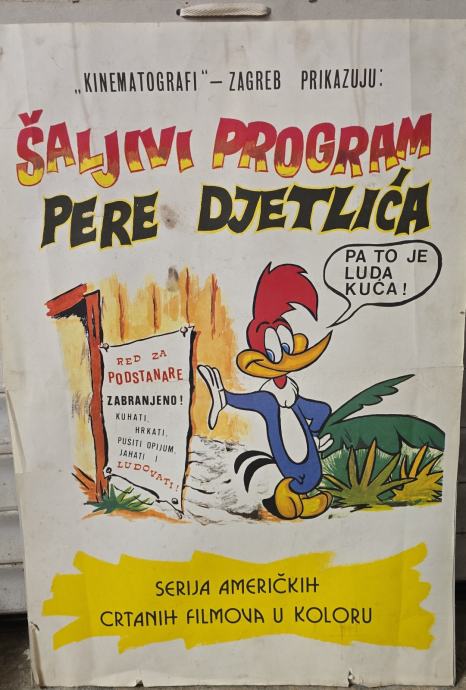 „KINEMATOGRAFI“ – ZAGREB PRIKAZUJU:
ŠALJIVI PROGRAM
PERE DJETLIĆA
PA TO JE
LUDA
KUĆA!
RED ZA
PODSTANARE
ZABRANJENO!
KUHATI,
HRKATI,
PUŠITI OPIJUM,
JAHATI I
LUDOVATI!
SERIJA AMERIČKIH
CRTANIH FILMOVA U KOLORU